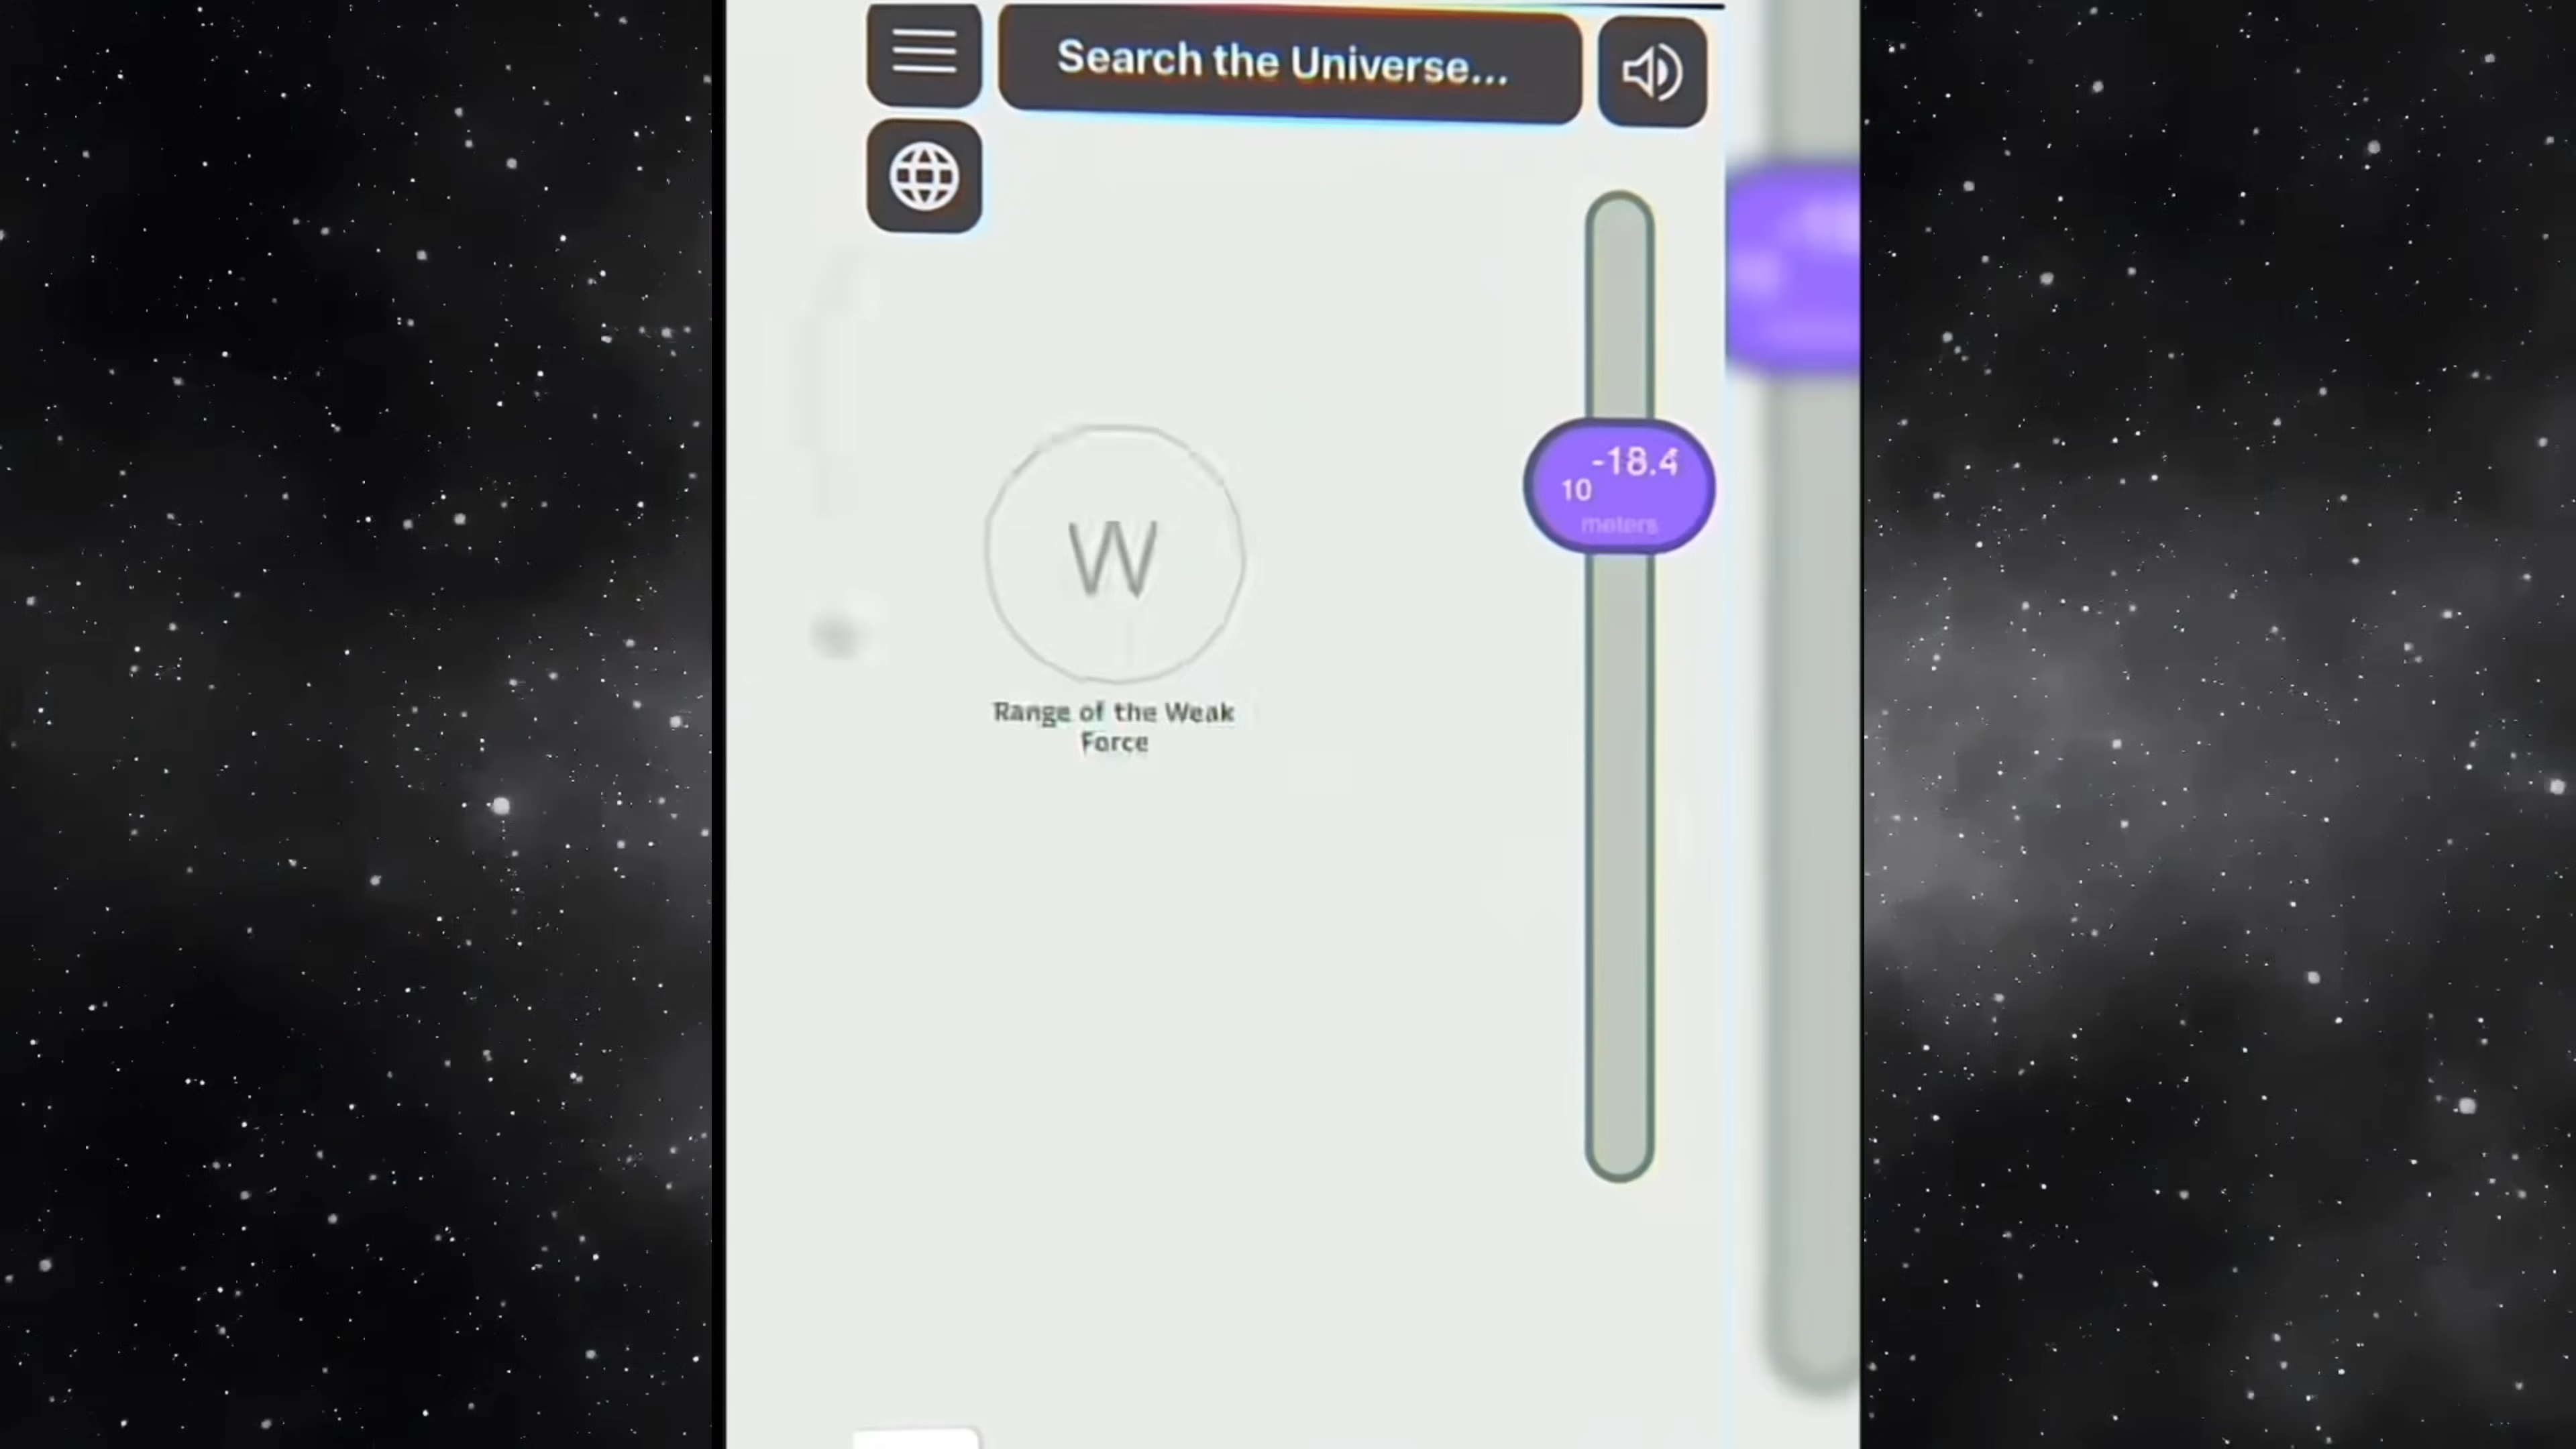 Search the Universe...
-18.4
10
meters
W
Range of the Weak
Force